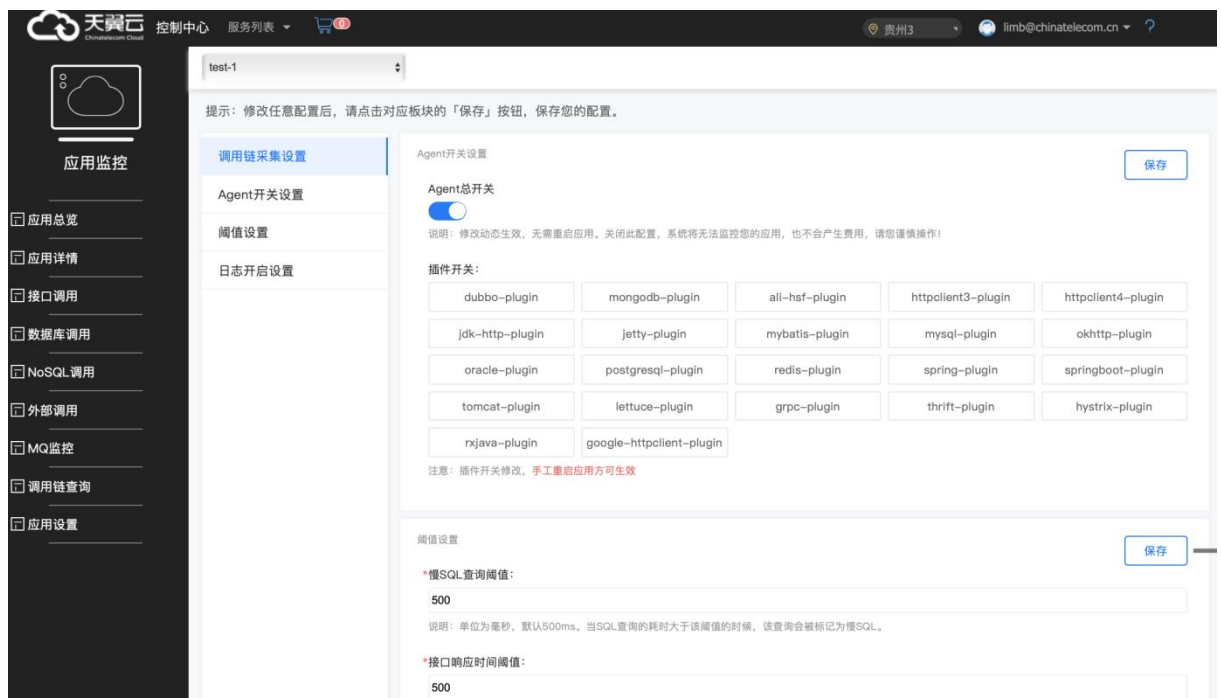 天翼云
Chinatelecom Cloud
控制中心 服务列表 0 贵州3 limb@chinatelecom.cn ?
应用监控
应用总览
应用详情
接口调用
数据库调用
NoSQL调用
外部调用
MQ监控
调用链查询
应用设置
test-1
提示：修改任意配置后，请点击对应板块的「保存」按钮，保存您的配置。
调用链采集设置
Agent开关设置
阈值设置
日志开启设置
Agent开关设置
保存
Agent总开关
说明：修改动态生效，无需重启应用。关闭此配置，系统将无法监控您的应用，也不会产生费用，请您谨慎操作！
插件开关：
dubbo-plugin mongodb-plugin ali-hsf-plugin httpclient3-plugin httpclient4-plugin
jdk-http-plugin jetty-plugin mybatis-plugin mysql-plugin okhttp-plugin
oracle-plugin postgresql-plugin redis-plugin spring-plugin springboot-plugin
tomcat-plugin lettuce-plugin grpc-plugin thrift-plugin hystrix-plugin
rxjava-plugin google-httpclient-plugin
注意：插件开关修改，手工重启应用方可生效
阈值设置
保存
*慢SQL查询阈值：
500
说明：单位为毫秒，默认500ms。当SQL查询的耗时大于该阈值的时候，该查询会被标记为慢SQL。
*接口响应时间阈值：
500